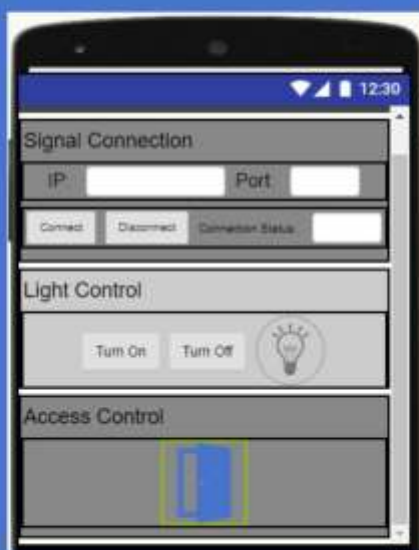 12:30
Signal Connection
IP Port
Connect Disconnect Connection Status
Light Control
Turn On Turn Off
Access Control